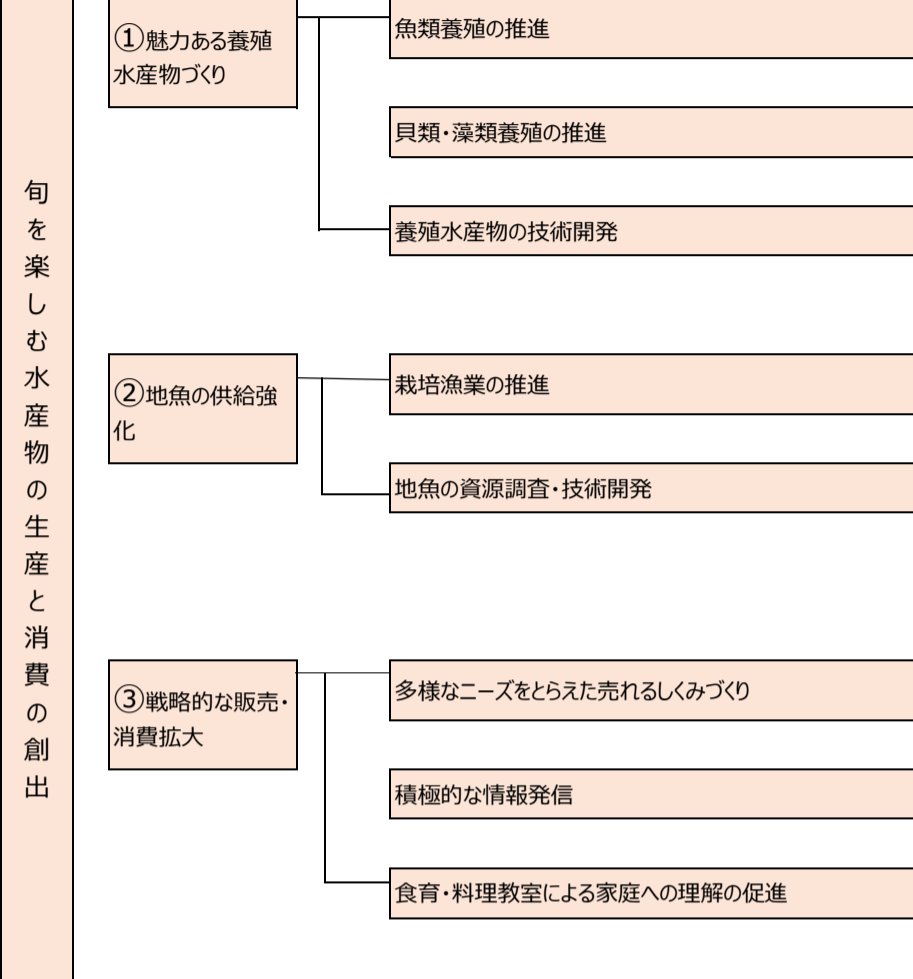 旬を楽しむ水産物の生産と消費の創出
①魅力ある養殖
水産物づくり
魚類養殖の推進
貝類・藻類養殖の推進
養殖水産物の技術開発
②地魚の供給強
化
栽培漁業の推進
地魚の資源調査・技術開発
③戦略的な販売・
消費拡大
多様なニーズをとらえた売れるしくみづくり
積極的な情報発信
食育・料理教室による家庭への理解の促進